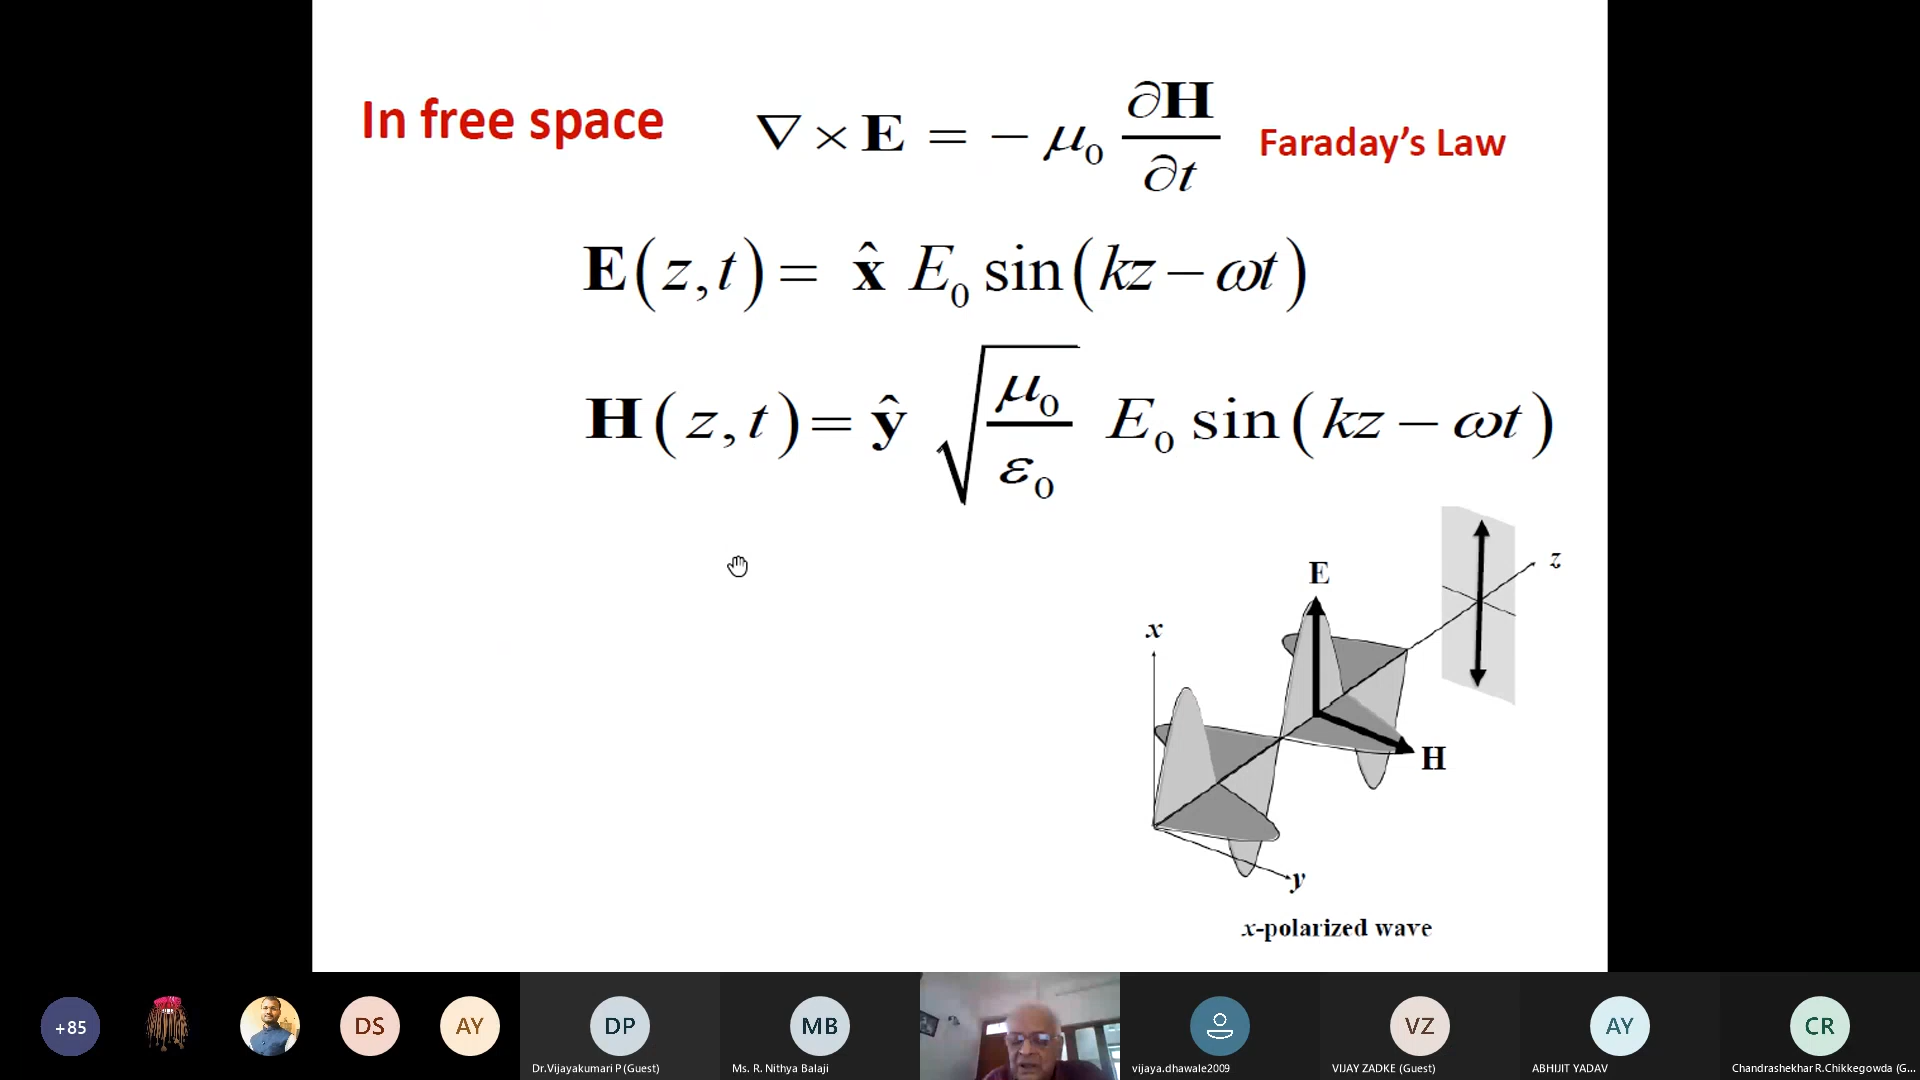 In free space ∇ × E = − μ₀ ∂H/∂t Faraday's Law
E(z,t) = x̂ E₀ sin(kz − ωt)
H(z,t) = ŷ √(μ₀/ε₀) E₀ sin(kz − ωt)
E
z
x
H
y
x-polarized wave
+85
DS
AY
DP
MB
VZ
AY
CR
Dr.Vijayakumari P (Guest)
Ms. R. Nithya Balaji
vijaya.dhawale2009
VIJAY ZADKE (Guest)
ABHIJIT YADAV
Chandrashekhar R.Chikkegowda (G...